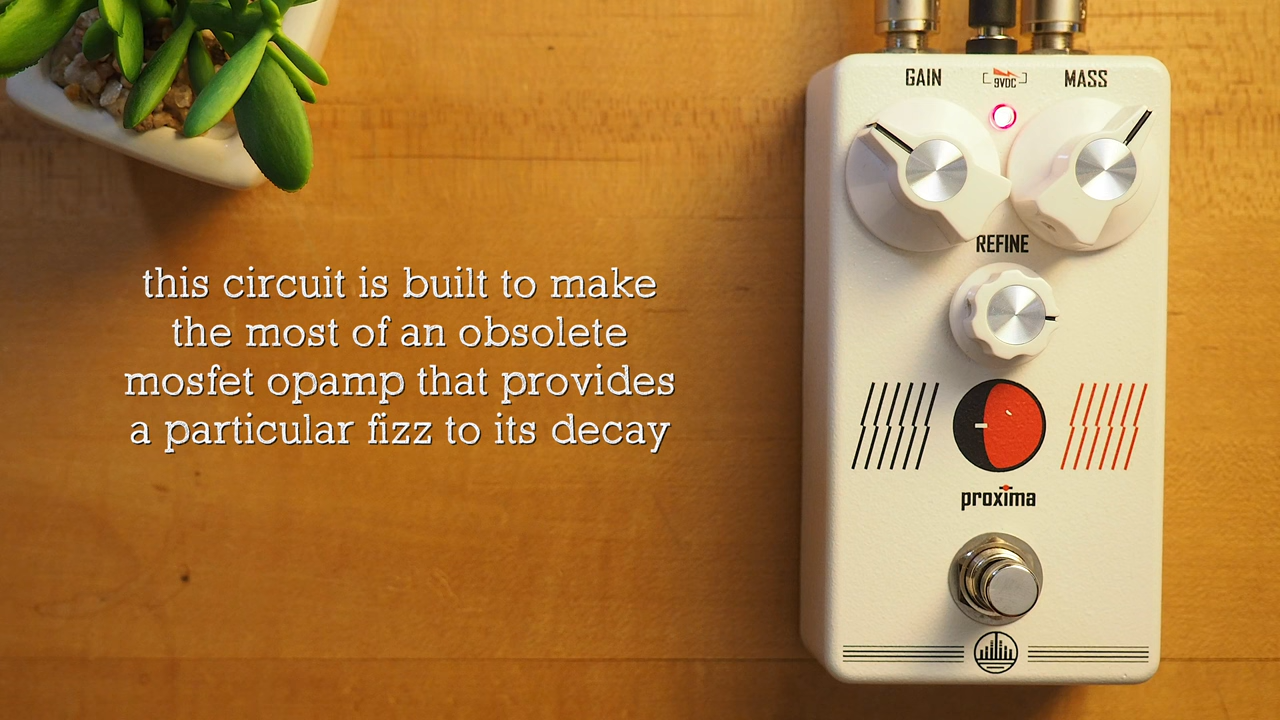 GAIN
9VDC
MASS
REFINE
this circuit is built to make
the most of an obsolete
mosfet opamp that provides
a particular fizz to its decay
proxima